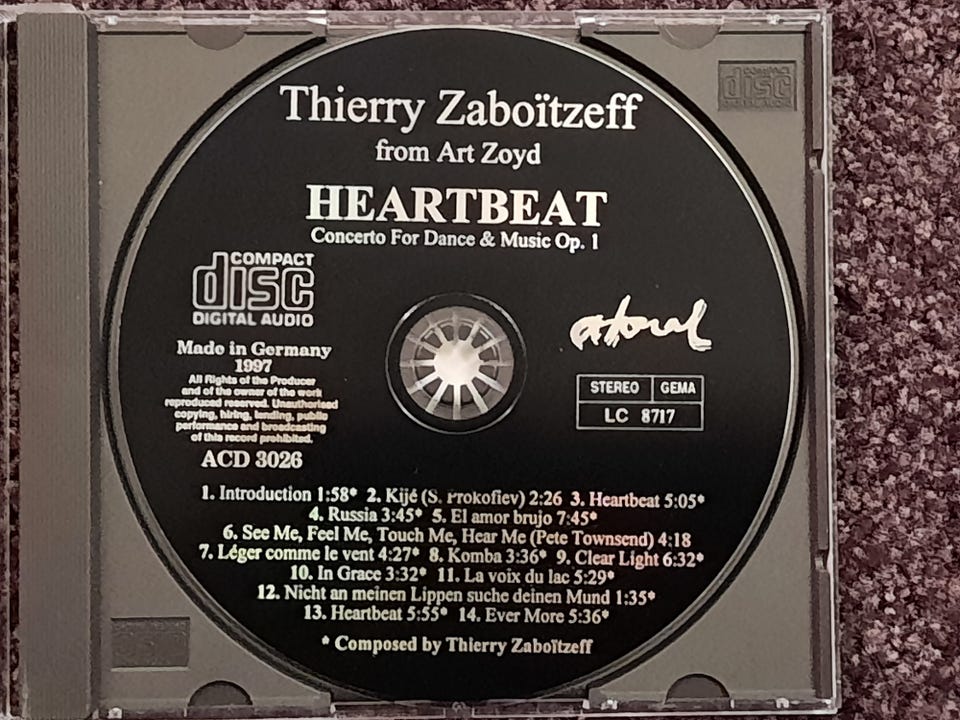 Thierry Zaboïtzeff
from Art Zoyd
HEARTBEAT
Concerto For Dance & Music Op. 1
COMPACT
disc
DIGITAL AUDIO
Made in Germany
1997
All Rights of the Producer
and of the owner of the work
reproduced reserved. Unauthorised
copying, hiring, lending, public
performance and broadcasting
of this record prohibited.
ACD 3026
atonal
STEREO GEMA
LC 8717
1. Introduction 1:58* 2. Kijé (S. Prokofiev) 2:26 3. Heartbeat 5:05*
4. Russia 3:45* 5. El amor brujo 7:45*
6. See Me, Feel Me, Touch Me, Hear Me (Pete Townsend) 4:18
7. Léger comme le vent 4:27* 8. Komba 3:36* 9. Clear Light 6:32*
10. In Grace 3:32* 11. La voix du lac 5:29*
12. Nicht an meinen Lippen suche deinen Mund 1:35*
13. Heartbeat 5:55* 14. Ever More 5:36*
* Composed by Thierry Zaboïtzeff
COMPACT
disc
DIGITAL AUDIO